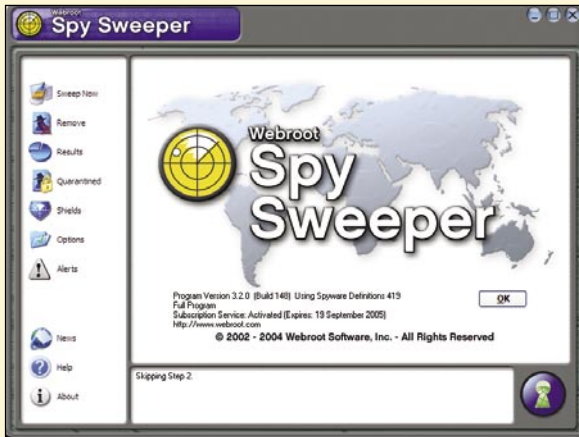 Webroot
Spy Sweeper
Sweep Now
Remove
Results
Quarantined
Shields
Options
Alerts
News
Help
About
Webroot
Spy
Sweeper
Program Version 3.2.0 (Build 148) Using Spyware Definitions 419
Full Program
Subscription Service: Activated (Expires: 19 September 2005)
http://www.webroot.com
OK
© 2002 - 2004 Webroot Software, Inc. - All Rights Reserved
Skipping Step 2.